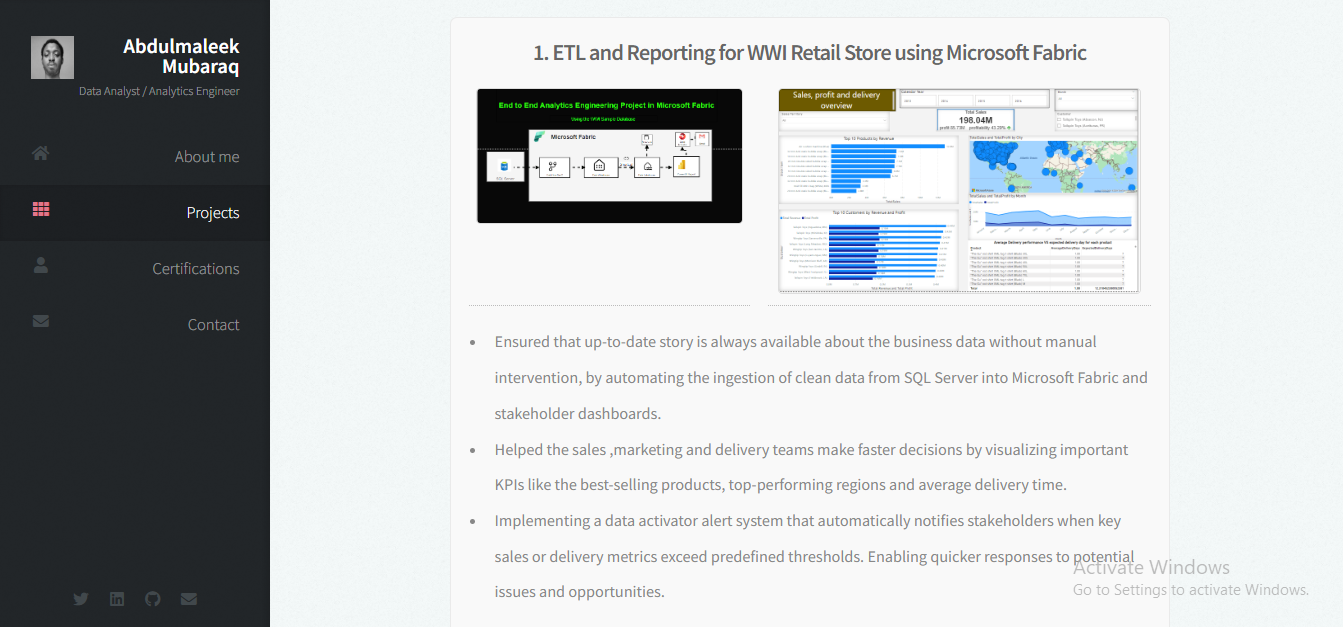 Abdulmaleek
Mubaraq
Data Analyst / Analytics Engineer
About me
Projects
Certifications
Contact
1. ETL and Reporting for WWI Retail Store using Microsoft Fabric
End to End Analytics Engineering Project in Microsoft Fabric
Microsoft Fabric
SQL Server
Sales, profit and delivery
overview
Total Sales
198.04M
Top 10 Products by Revenue
Top 10 Customers by Revenue and Profit
Average Delivery performance VS expected delivery day for each product
Ensured that up-to-date story is always available about the business data without manual
intervention, by automating the ingestion of clean data from SQL Server into Microsoft Fabric and
stakeholder dashboards.
Helped the sales ,marketing and delivery teams make faster decisions by visualizing important
KPIs like the best-selling products, top-performing regions and average delivery time.
Implementing a data activator alert system that automatically notifies stakeholders when key
sales or delivery metrics exceed predefined thresholds. Enabling quicker responses to potential
issues and opportunities.
Activate Windows
Go to Settings to activate Windows.